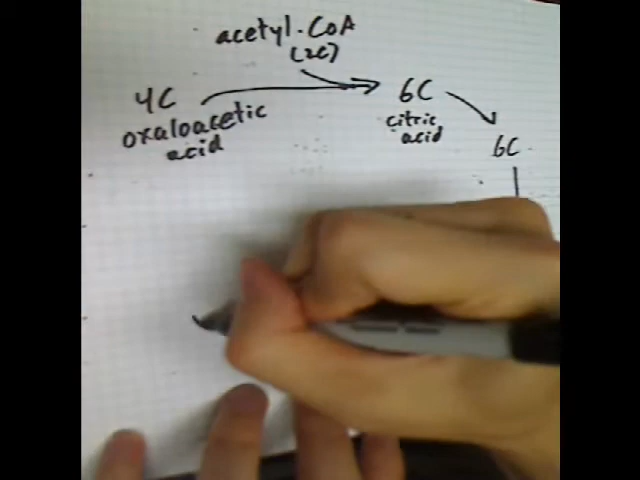 acetyl-CoA
(2C)
4C
oxaloacetic
acid
6C
citric
acid
6C